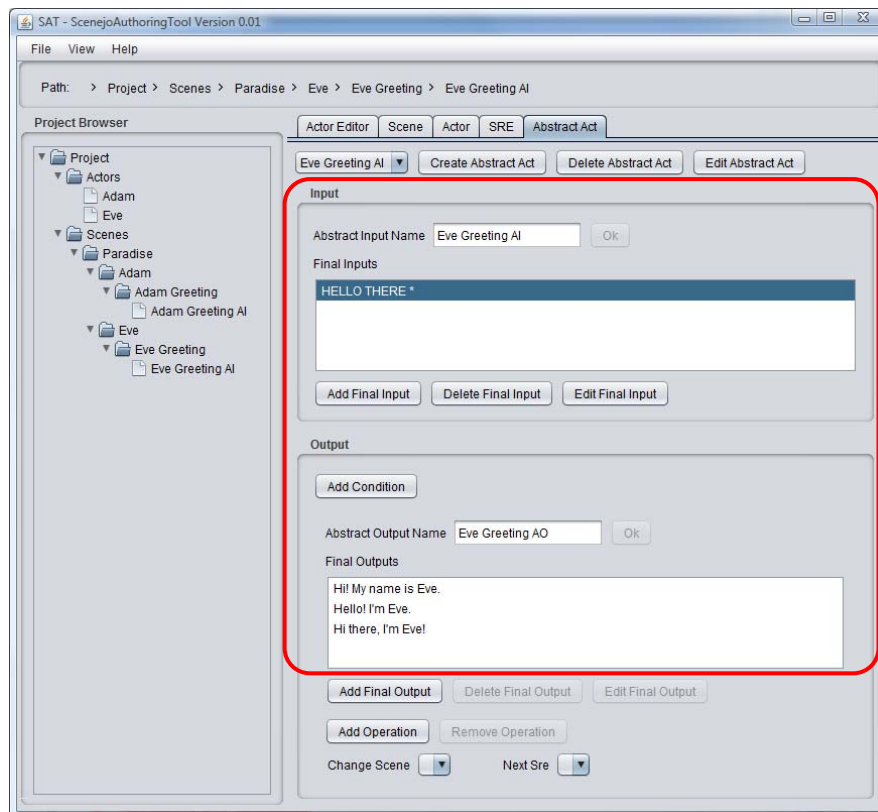 SAT - ScenejoAuthoringTool Version 0.01
File View Help
Path: > Project > Scenes > Paradise > Eve > Eve Greeting > Eve Greeting AI
Project Browser
Project
Actors
Adam
Eve
Scenes
Paradise
Adam
Adam Greeting
Adam Greeting AI
Eve
Eve Greeting
Eve Greeting AI
Actor Editor Scene Actor SRE Abstract Act
Eve Greeting AI Create Abstract Act Delete Abstract Act Edit Abstract Act
Input
Abstract Input Name Eve Greeting AI Ok
Final Inputs
HELLO THERE *
Add Final Input Delete Final Input Edit Final Input
Output
Add Condition
Abstract Output Name Eve Greeting AO Ok
Final Outputs
Hi! My name is Eve.
Hello! I'm Eve.
Hi there, I'm Eve!
Add Final Output Delete Final Output Edit Final Output
Add Operation Remove Operation
Change Scene Next Sre